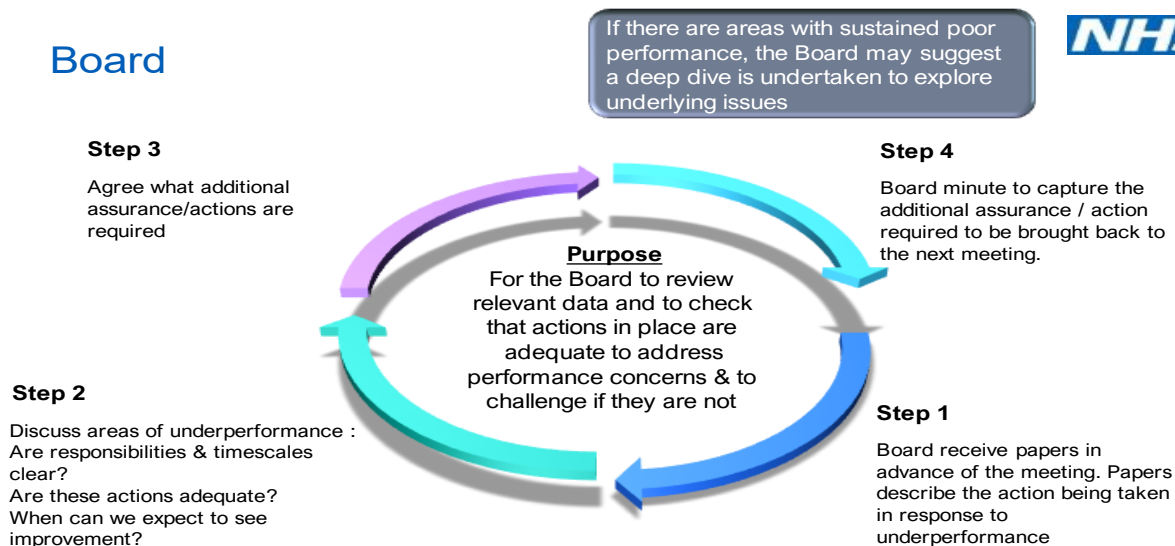 Board
If there are areas with sustained poor
performance, the Board may suggest
a deep dive is undertaken to explore
underlying issues
Step 3
Agree what additional
assurance/actions are
required
Step 4
Board minute to capture the
additional assurance / action
required to be brought back to
the next meeting.
Purpose
For the Board to review
relevant data and to check
that actions in place are
adequate to address
performance concerns & to
challenge if they are not
Step 2
Discuss areas of underperformance :
Are responsibilities & timescales
clear?
Are these actions adequate?
When can we expect to see
improvement?
Step 1
Board receive papers in
advance of the meeting. Papers
describe the action being taken
in response to
underperformance